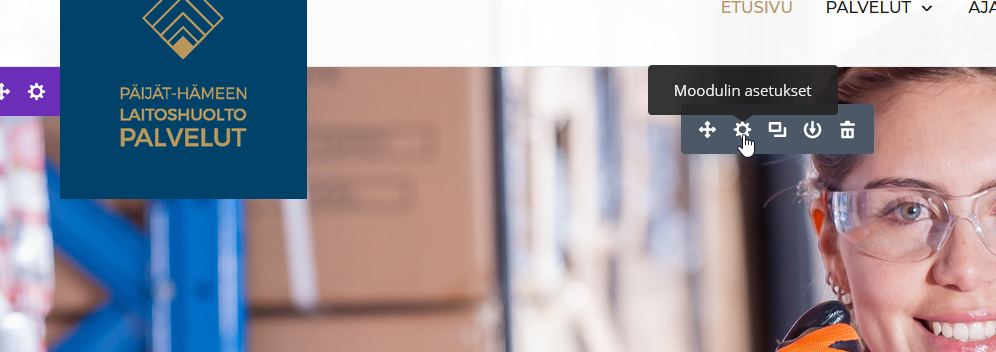 ETUSIVU PALVELUT
Moodulin asetukset
PÄIJÄT-HÄMEEN
LAITOSHUOLTO
PALVELUT